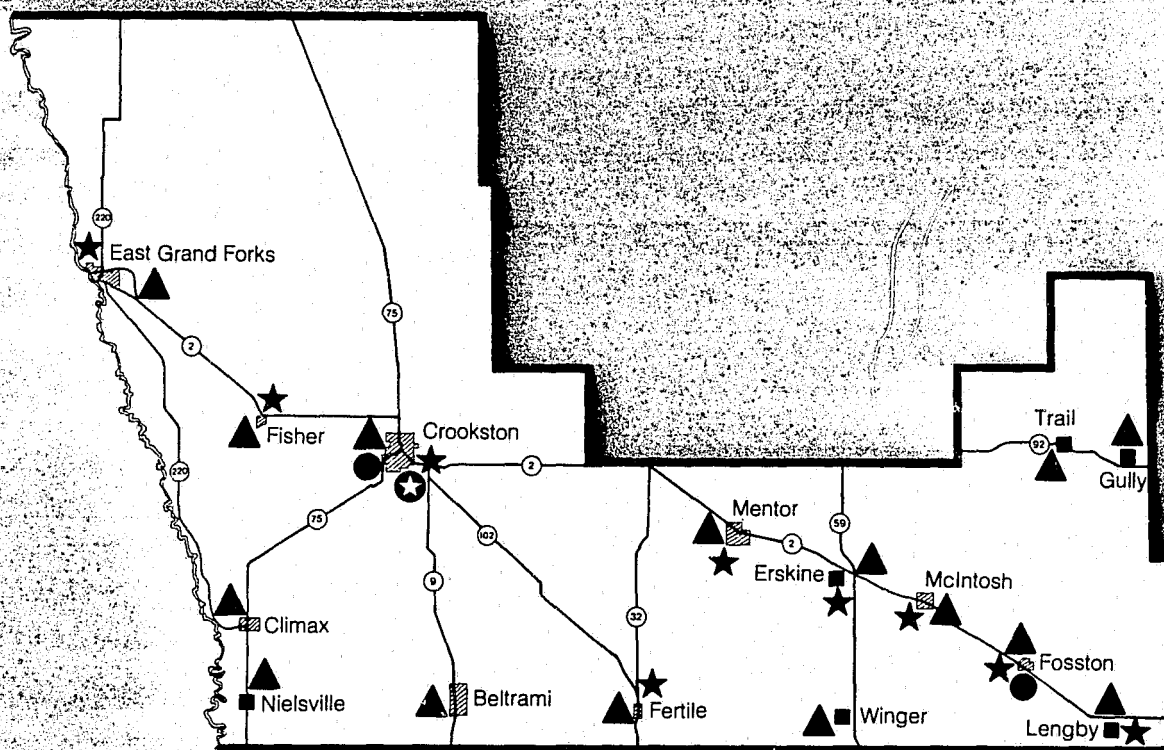 220
East Grand Forks
75
2
Fisher
Crookston
Trail
92
Gully
220
2
75
102
Mentor
59
2
Erskine
McIntosh
9
32
Climax
Fosston
Nielsville
Beltrami
Fertile
Winger
Lengby